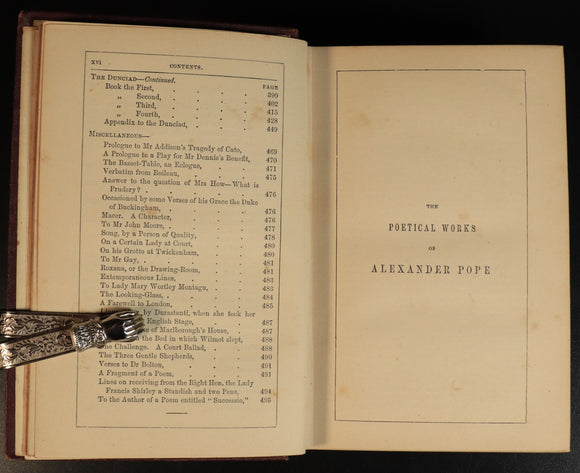 xvi CONTENTS.
THE DUNCIAD—Continued. PAGE
Book the First, . . . . 390
„ Second, . . . . 402
„ Third, . . . . 415
„ Fourth, . . . . 428
Appendix to the Dunciad, . . . 449
MISCELLANEOUS—
Prologue to Mr Addison's Tragedy of Cato, . 469
A Prologue to a Play for Mr Dennis's Benefit, . 470
The Basset-Table, an Eclogue, . . 471
Verbatim from Boileau, . . . 475
Answer to the question of Mrs How—What is
Prudery? . . . . 476
Occasioned by some Verses of his Grace the Duke
of Buckingham, . . . 476
Macer. A Character, . . . 476
To Mr John Moore, . . . 477
Song, by a Person of Quality, . . 478
On a Certain Lady at Court, . . 480
On his Grotto at Twickenham, . . 480
To Mr Gay, . . . . 481
Roxana, or the Drawing-Room, . . 481
Extemporaneous Lines, . . . 483
To Lady Mary Wortley Montagu, . . 483
The Looking-Glass, . . . 484
A Farewell to London, . . . 485
by Durastanti, when she took her
English Stage, . . 487
of Marlborough's House, . . 487
the Bed in which Wilmot slept, . 488
Challenge. A Court Ballad, . . 488
The Three Gentle Shepherds, . . 490
Verses to Dr Bolton, . . . 491
A Fragment of a Poem, . . . 493
Lines on receiving from the Right Hon. the Lady
Francis Shirley a Standish and two Pens, . 494
To the Author of a Poem entitled "Successio," . 495
THE
POETICAL WORKS
OF
ALEXANDER POPE